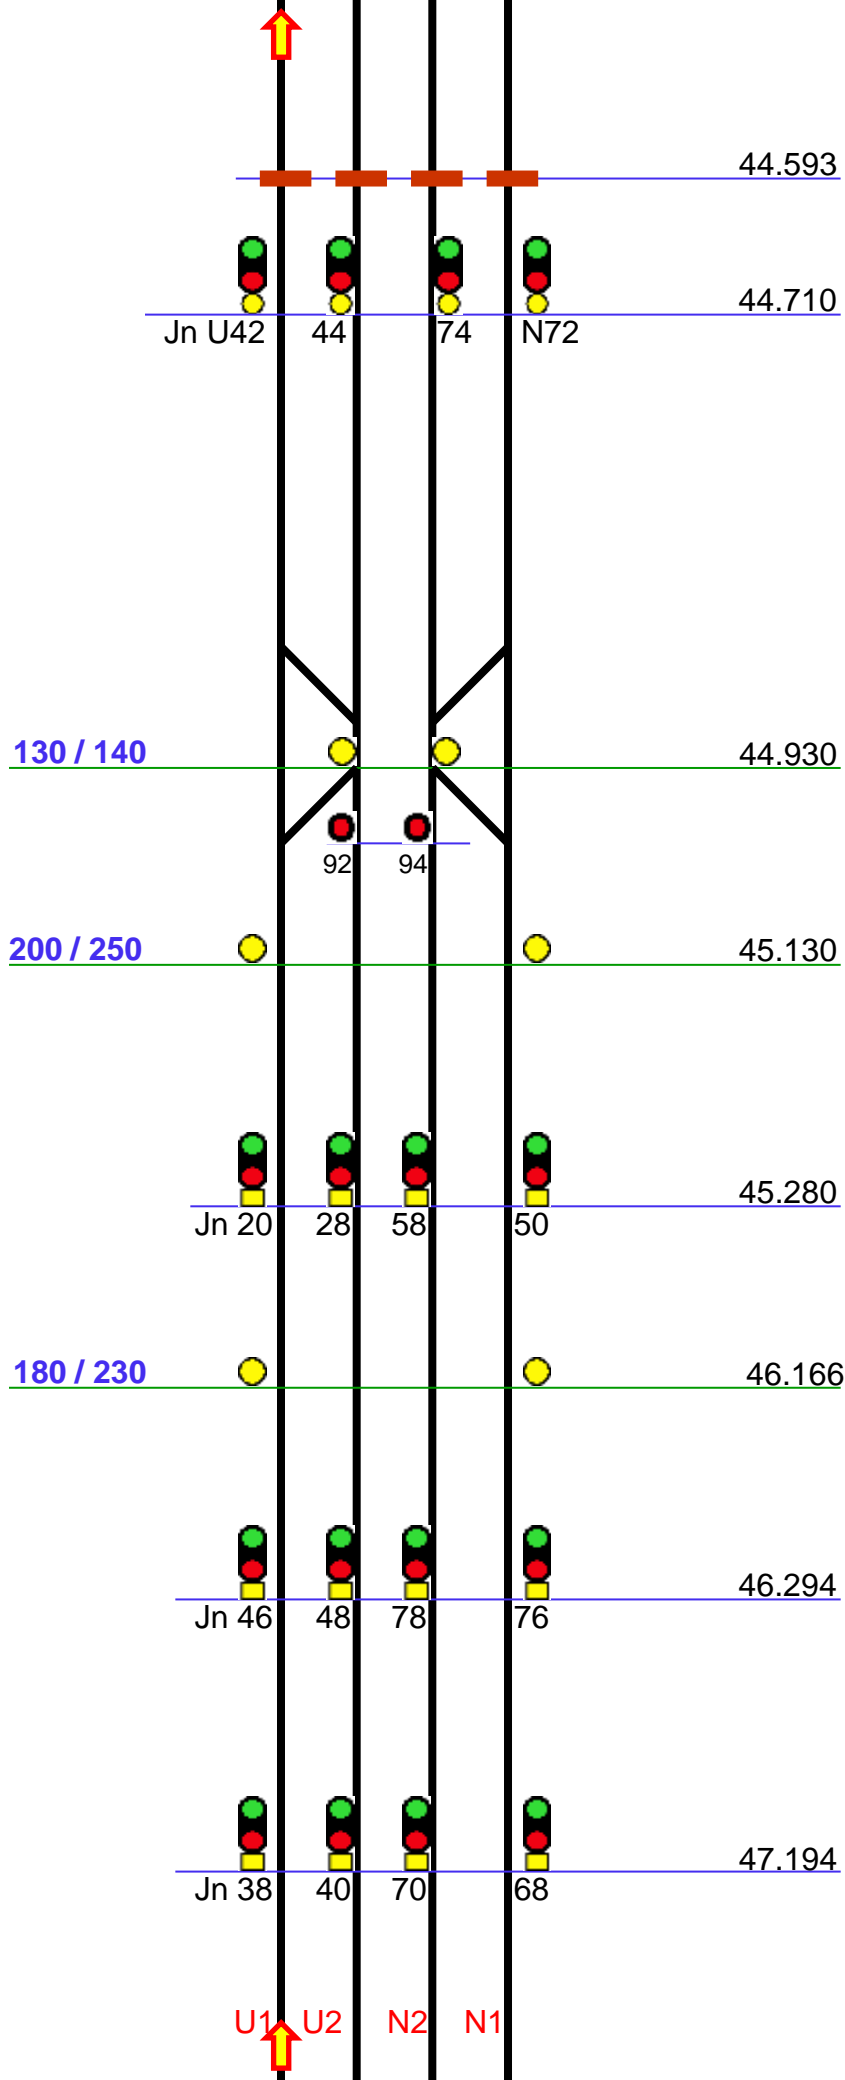 44.593
44.710
Jn U42 44 74 N72
130 / 140 44.930
92 94
200 / 250 45.130
45.280
Jn 20 28 58 50
180 / 230 46.166
46.294
Jn 46 48 78 76
47.194
Jn 38 40 70 68
U1 U2 N2 N1